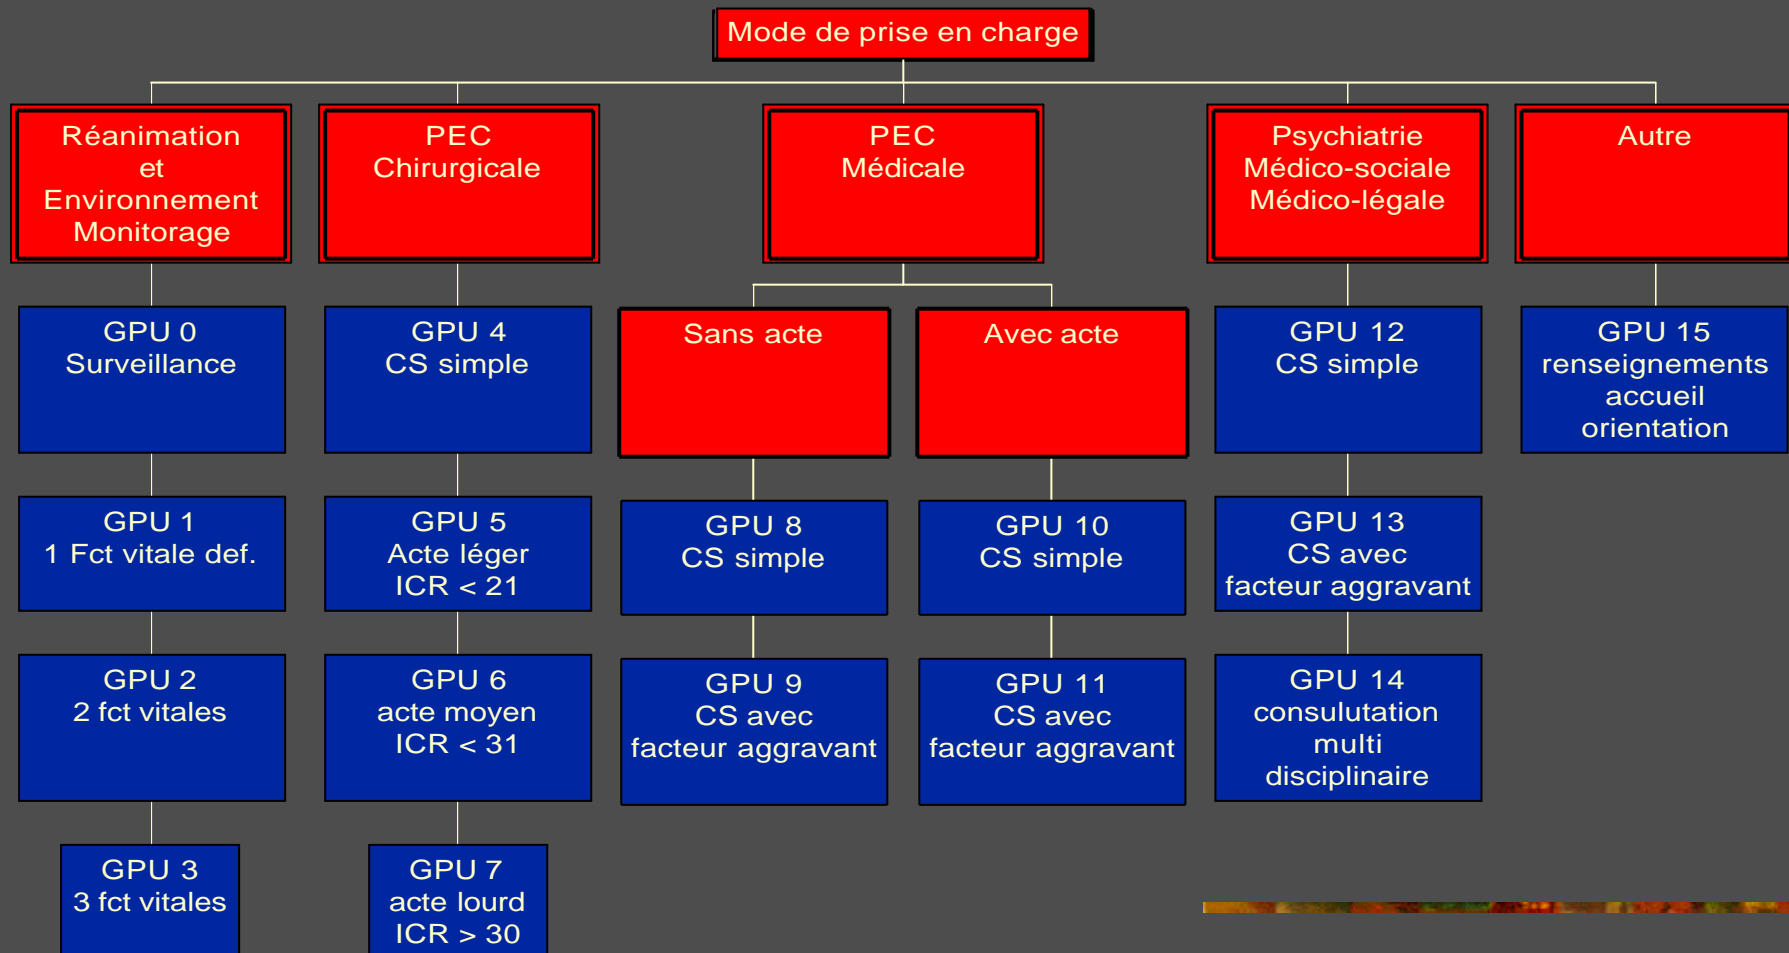 Mode de prise en charge
Réanimation
et
Environnement
Monitorage
PEC
Chirurgicale
PEC
Médicale
Psychiatrie
Médico-sociale
Médico-légale
Autre
GPU 0
Surveillance
GPU 4
CS simple
Sans acte
Avec acte
GPU 12
CS simple
GPU 15
renseignements
accueil
orientation
GPU 1
1 Fct vitale def.
GPU 5
Acte léger
ICR < 21
GPU 8
CS simple
GPU 10
CS simple
GPU 13
CS avec
facteur aggravant
GPU 2
2 fct vitales
GPU 6
acte moyen
ICR < 31
GPU 9
CS avec
facteur aggravant
GPU 11
CS avec
facteur aggravant
GPU 14
consulutation
multi
disciplinaire
GPU 3
3 fct vitales
GPU 7
acte lourd
ICR > 30